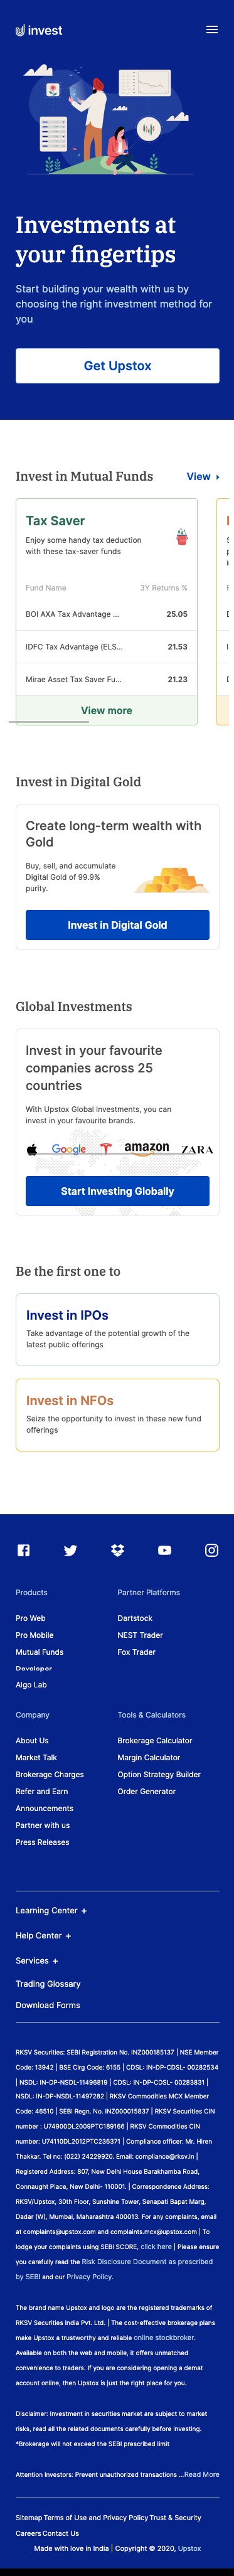 invest
Investments at
your fingertips
Start building your wealth with us by
choosing the right investment method for
you
Get Upstox
Invest in Mutual Funds
View
Tax Saver
Enjoy some handy tax deduction
with these tax-saver funds
Fund Name 3Y Returns %
BOI AXA Tax Advantage ... 25.05
IDFC Tax Advantage (ELS... 21.53
Mirae Asset Tax Saver Fu... 21.23
View more
Invest in Digital Gold
Create long-term wealth with
Gold
Buy, sell, and accumulate
Digital Gold of 99.9%
purity.
Invest in Digital Gold
Global Investments
Invest in your favourite
companies across 25
countries
With Upstox Global Investments, you can
invest in your favourite brands.
Google amazon ZARA
Start Investing Globally
Be the first one to
Invest in IPOs
Take advantage of the potential growth of the
latest public offerings
Invest in NFOs
Seize the opportunity to invest in these new fund
offerings
Products
Partner Platforms
Pro Web
Pro Mobile
Mutual Funds
Developer
Algo Lab
Dartstock
NEST Trader
Fox Trader
Company
Tools & Calculators
About Us
Market Talk
Brokerage Charges
Refer and Earn
Announcements
Partner with us
Press Releases
Brokerage Calculator
Margin Calculator
Option Strategy Builder
Order Generator
Learning Center +
Help Center +
Services +
Trading Glossary
Download Forms
RKSV Securities: SEBI Registration No. INZ000185137 | NSE Member
Code: 13942 | BSE Clrg Code: 6155 | CDSL: IN-DP-CDSL- 00282534
| NSDL: IN-DP-NSDL-11496819 | CDSL: IN-DP-CDSL- 00283831 |
NSDL: IN-DP-NSDL-11497282 | RKSV Commodities MCX Member
Code: 46510 | SEBI Regn. No. INZ000015837 | RKSV Securities CIN
number : U74900DL2009PTC189166 | RKSV Commodities CIN
number: U74110DL2012PTC236371 | Compliance officer: Mr. Hiren
Thakkar. Tel no: (022) 24229920. Email: compliance@rksv.in |
Registered Address: 807, New Delhi House Barakhamba Road,
Connaught Place, New Delhi- 110001. | Correspondence Address:
RKSV/Upstox, 30th Floor, Sunshine Tower, Senapati Bapat Marg,
Dadar (W), Mumbai, Maharashtra 400013. For any complaints, email
at complaints@upstox.com and complaints.mcx@upstox.com | To
lodge your complaints using SEBI SCORE, click here | Please ensure
you carefully read the Risk Disclosure Document as prescribed
by SEBI and our Privacy Policy.
The brand name Upstox and logo are the registered trademarks of
RKSV Securities India Pvt. Ltd. | The cost-effective brokerage plans
make Upstox a trustworthy and reliable online stockbroker.
Available on both the web and mobile, it offers unmatched
convenience to traders. If you are considering opening a demat
account online, then Upstox is just the right place for you.
Disclaimer: Investment in securities market are subject to market
risks, read all the related documents carefully before investing.
*Brokerage will not exceed the SEBI prescribed limit
Attention Investors: Prevent unauthorized transactions ...Read More
Sitemap Terms of Use and Privacy Policy Trust & Security
Careers Contact Us
Made with love in India | Copyright © 2020, Upstox